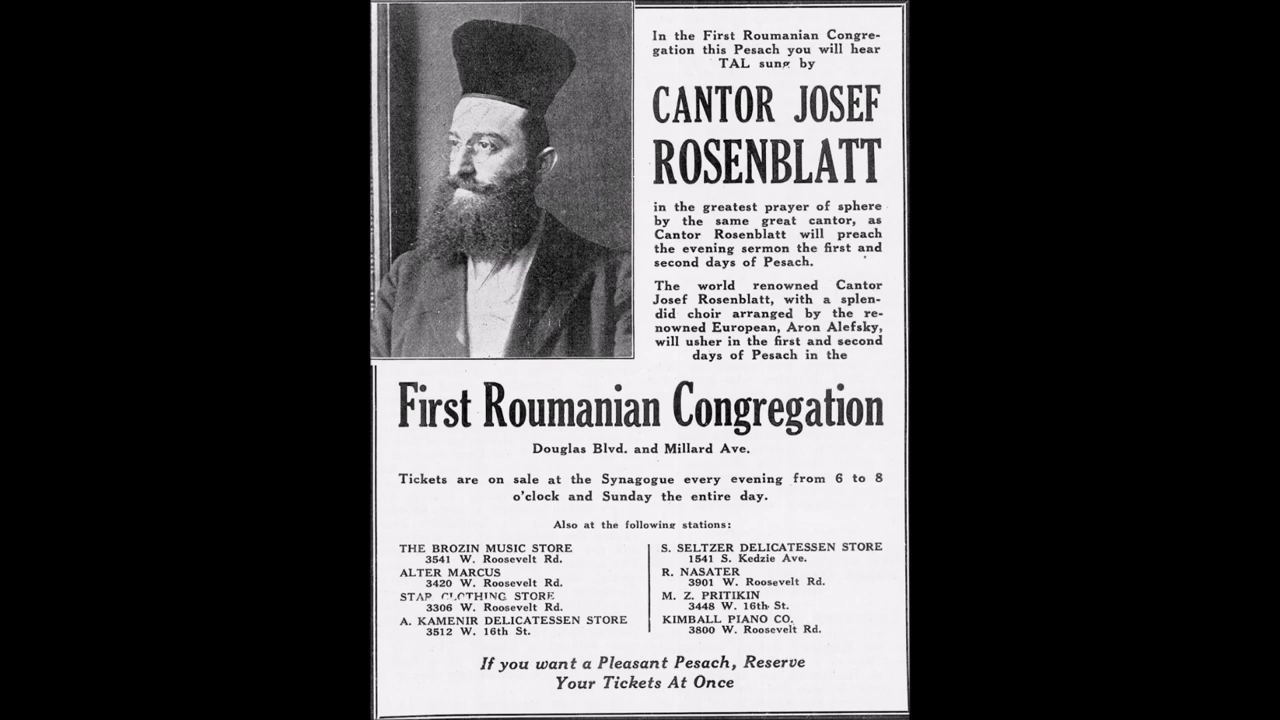 In the First Roumanian Congre-
gation this Pesach you will hear
TAL sung by
CANTOR JOSEF
ROSENBLATT
in the greatest prayer of sphere
by the same great cantor, as
Cantor Rosenblatt will preach
the evening sermon the first and
second days of Pesach.
The world renowned Cantor
Josef Rosenblatt, with a splen-
did choir arranged by the re-
nowned European, Aron Alefsky,
will usher in the first and second
days of Pesach in the
First Roumanian Congregation
Douglas Blvd. and Millard Ave.
Tickets are on sale at the Synagogue every evening from 6 to 8
o'clock and Sunday the entire day.
Also at the following stations:
THE BROZIN MUSIC STORE
3541 W. Roosevelt Rd.
ALTER MARCUS
3420 W. Roosevelt Rd.
STAR CLOTHING STORE
3306 W. Roosevelt Rd.
A. KAMENIR DELICATESSEN STORE
3512 W. 16th St.
S. SELTZER DELICATESSEN STORE
1541 S. Kedzie Ave.
R. NASATER
3901 W. Roosevelt Rd.
M. Z. PRITIKIN
3448 W. 16th St.
KIMBALL PIANO CO.
3800 W. Roosevelt Rd.
If you want a Pleasant Pesach, Reserve
Your Tickets At Once